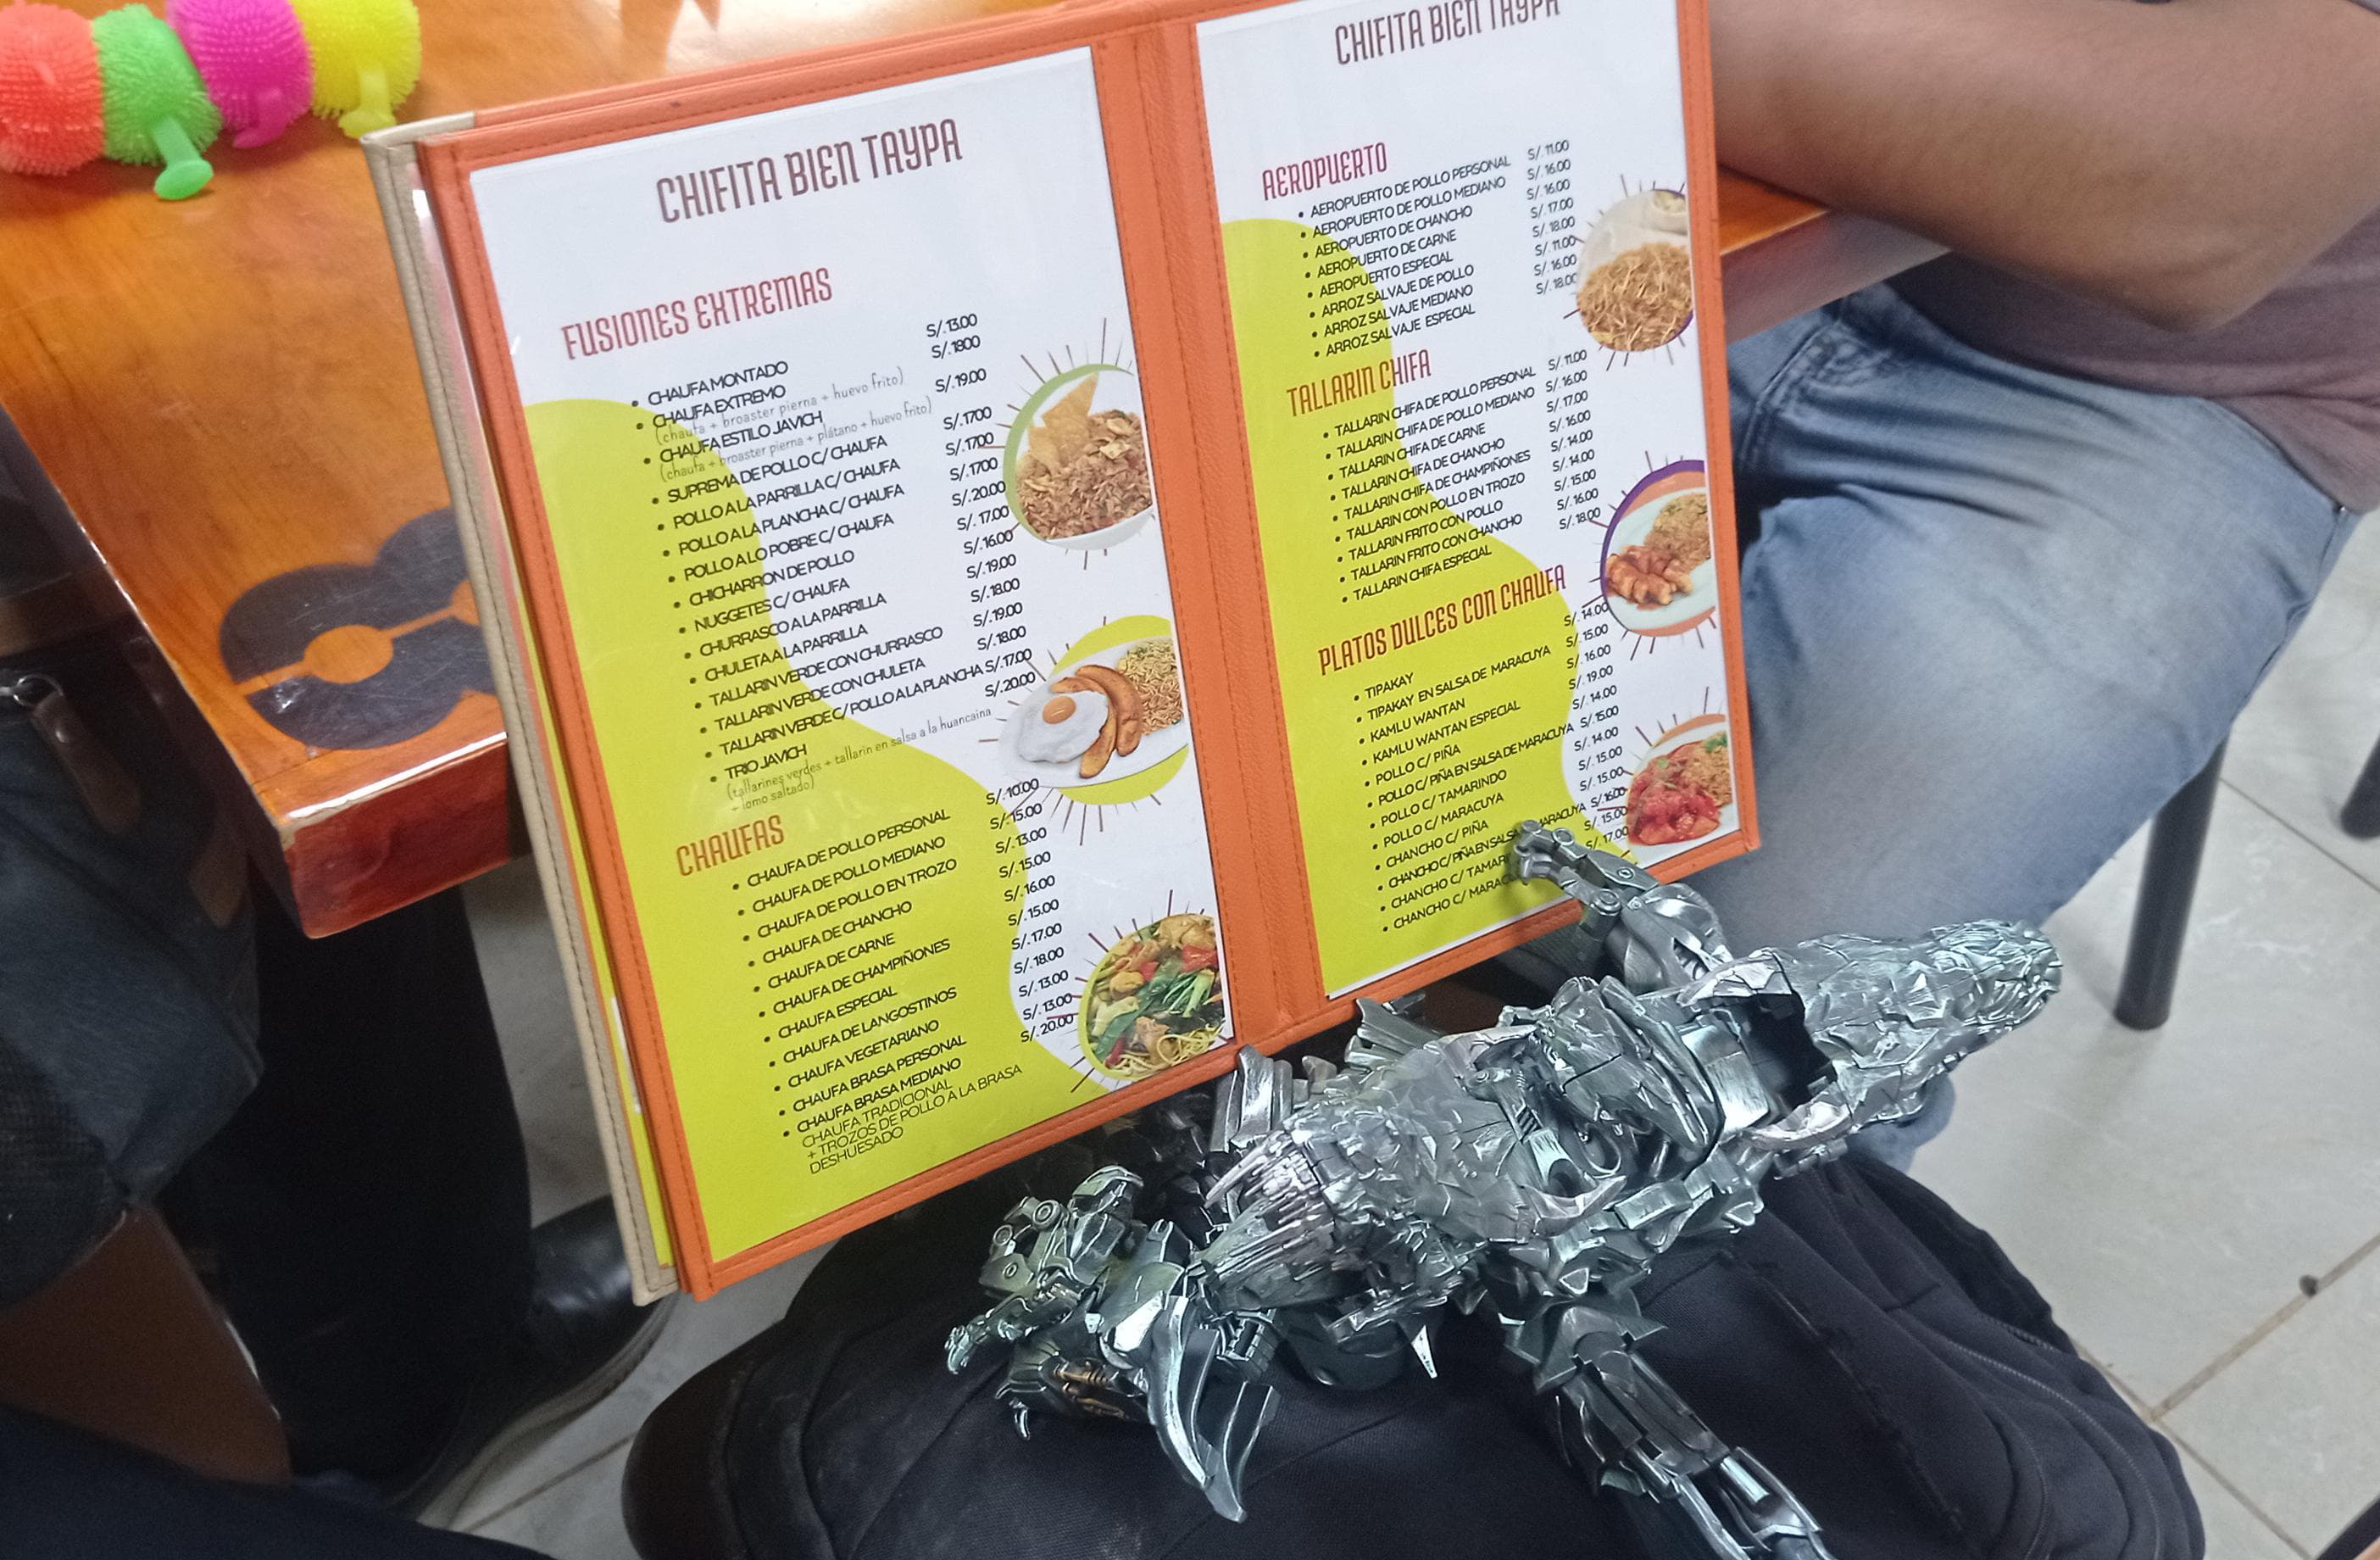 CHIFITA BIEN TAYPA
FUSIONES EXTREMAS
CHAUFA MONTADO S/.13.00
CHAUFA EXTREMO S/.1800
(chaufa + broaster pierna + huevo frito)
CHAUFA ESTILO JAVICH S/.19.00
(chaufa + broaster pierna + plátano + huevo frito)
SUPREMA DE POLLO C/ CHAUFA S/.1700
POLLO A LA PARRILLA C/ CHAUFA S/.1700
POLLO A LA PLANCHA C/ CHAUFA S/.1700
POLLO A LO POBRE C/ CHAUFA S/.20.00
CHICHARRON DE POLLO S/.17.00
NUGGETES C/ CHAUFA S/.16.00
CHURRASCO A LA PARRILLA S/.19.00
CHULETA A LA PARRILLA S/.18.00
TALLARIN VERDE CON CHURRASCO S/.19.00
TALLARIN VERDE CON CHULETA S/.18.00
TALLARIN VERDE C/ POLLO A LA PLANCHA S/.17.00
TRIO JAVICH S/.20.00
(tallarines verdes + tallarin en salsa a la huancaina
+ lomo saltado)
CHAUFAS
CHAUFA DE POLLO PERSONAL S/.10.00
CHAUFA DE POLLO MEDIANO S/.15.00
CHAUFA DE POLLO EN TROZO S/.13.00
CHAUFA DE CHANCHO S/.15.00
CHAUFA DE CARNE S/.16.00
CHAUFA DE CHAMPIÑONES S/.15.00
CHAUFA ESPECIAL S/.17.00
CHAUFA DE LANGOSTINOS S/.18.00
CHAUFA VEGETARIANO S/.13.00
CHAUFA BRASA PERSONAL S/.13.00
CHAUFA BRASA MEDIANO S/.20.00
CHAUFA TRADICIONAL
+ TROZOS DE POLLO A LA BRASA
DESHUESADO
CHIFITA BIEN TAYPA
AEROPUERTO
AEROPUERTO DE POLLO PERSONAL S/.11.00
AEROPUERTO DE POLLO MEDIANO S/.16.00
AEROPUERTO DE CHANCHO S/.16.00
AEROPUERTO DE CARNE S/.17.00
AEROPUERTO ESPECIAL S/.18.00
ARROZ SALVAJE DE POLLO S/.11.00
ARROZ SALVAJE MEDIANO S/.16.00
ARROZ SALVAJE ESPECIAL S/.18.00
TALLARIN CHIFA
TALLARIN CHIFA DE POLLO PERSONAL S/.11.00
TALLARIN CHIFA DE POLLO MEDIANO S/.16.00
TALLARIN CHIFA DE CARNE S/.17.00
TALLARIN CHIFA DE CHANCHO S/.16.00
TALLARIN CHIFA DE CHAMPIÑONES S/.14.00
TALLARIN CON POLLO EN TROZO S/.14.00
TALLARIN FRITO CON POLLO S/.15.00
TALLARIN FRITO CON CHANCHO S/.16.00
TALLARIN CHIFA ESPECIAL S/.18.00
PLATOS DULCES CON CHAUFA
TIPAKAY S/.14.00
TIPAKAY EN SALSA DE MARACUYA S/.15.00
KAMLU WANTAN S/.16.00
KAMLU WANTAN ESPECIAL S/.19.00
POLLO C/ PIÑA S/.14.00
POLLO C/ PIÑA EN SALSA DE MARACUYA S/.15.00
POLLO C/ TAMARINDO S/.14.00
POLLO C/ MARACUYA S/.15.00
CHANCHO C/ PIÑA S/.15.00
CHANCHO C/ PIÑA EN SALSA MARACUYA S/.16.00
CHANCHO C/ S/.15.00
CHANCHO C/ S/.17.00